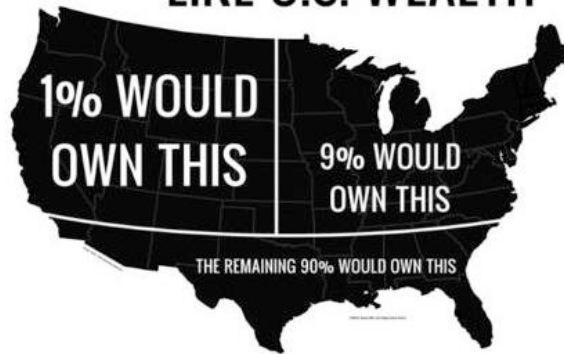 LIKE U.S. WEALTH
1% WOULD
OWN THIS
9% WOULD
OWN THIS
THE REMAINING 90% WOULD OWN THIS